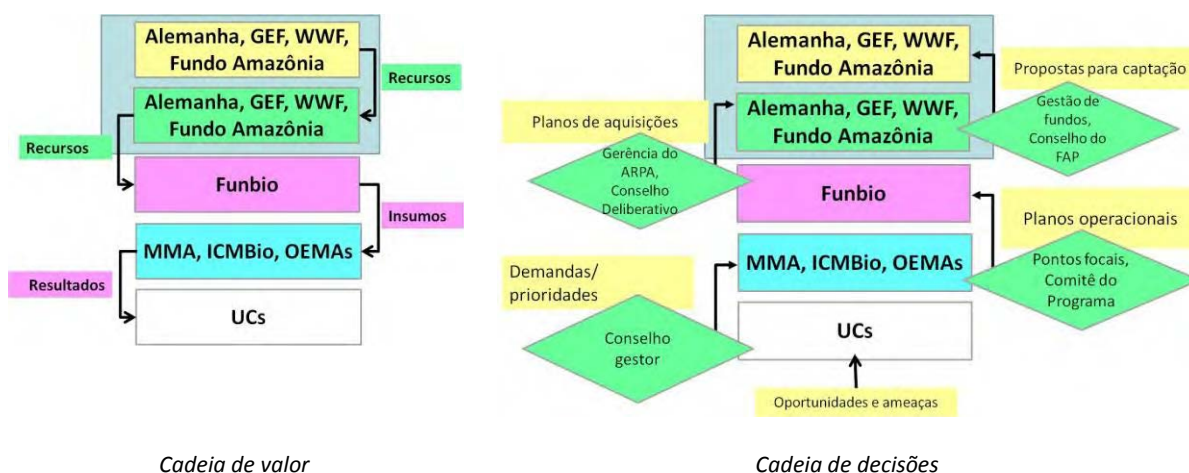 Alemanha, GEF, WWF,
Fundo Amazônia
Recursos
Alemanha, GEF, WWF,
Fundo Amazônia
Recursos
Funbio
Insumos
MMA, ICMBio, OEMAs
Resultados
UCs
Cadeia de valor
Alemanha, GEF, WWF,
Fundo Amazônia
Propostas para captação
Alemanha, GEF, WWF,
Fundo Amazônia
Gestão de
fundos,
Conselho do
FAP
Planos de aquisições
Gerência do
ARPA,
Conselho
Deliberativo
Funbio
Planos operacionais
MMA, ICMBio, OEMAs
Pontos focais,
Comitê do
Programa
Demandas/
prioridades
Conselho
gestor
UCs
Oportunidades e ameaças
Cadeia de decisões